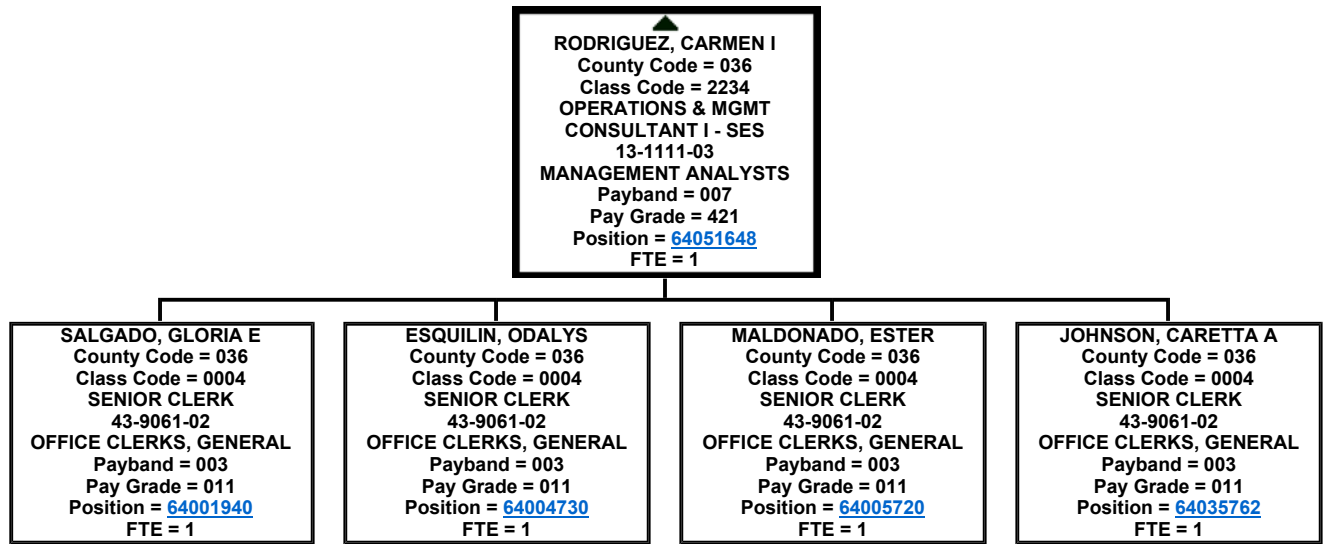 RODRIGUEZ, CARMEN I
County Code = 036
Class Code = 2234
OPERATIONS & MGMT
CONSULTANT I - SES
13-1111-03
MANAGEMENT ANALYSTS
Payband = 007
Pay Grade = 421
Position = 64051648
FTE = 1
SALGADO, GLORIA E
County Code = 036
Class Code = 0004
SENIOR CLERK
43-9061-02
OFFICE CLERKS, GENERAL
Payband = 003
Pay Grade = 011
Position = 64001940
FTE = 1
ESQUILIN, ODALYS
County Code = 036
Class Code = 0004
SENIOR CLERK
43-9061-02
OFFICE CLERKS, GENERAL
Payband = 003
Pay Grade = 011
Position = 64004730
FTE = 1
MALDONADO, ESTER
County Code = 036
Class Code = 0004
SENIOR CLERK
43-9061-02
OFFICE CLERKS, GENERAL
Payband = 003
Pay Grade = 011
Position = 64005720
FTE = 1
JOHNSON, CARETTA A
County Code = 036
Class Code = 0004
SENIOR CLERK
43-9061-02
OFFICE CLERKS, GENERAL
Payband = 003
Pay Grade = 011
Position = 64035762
FTE = 1